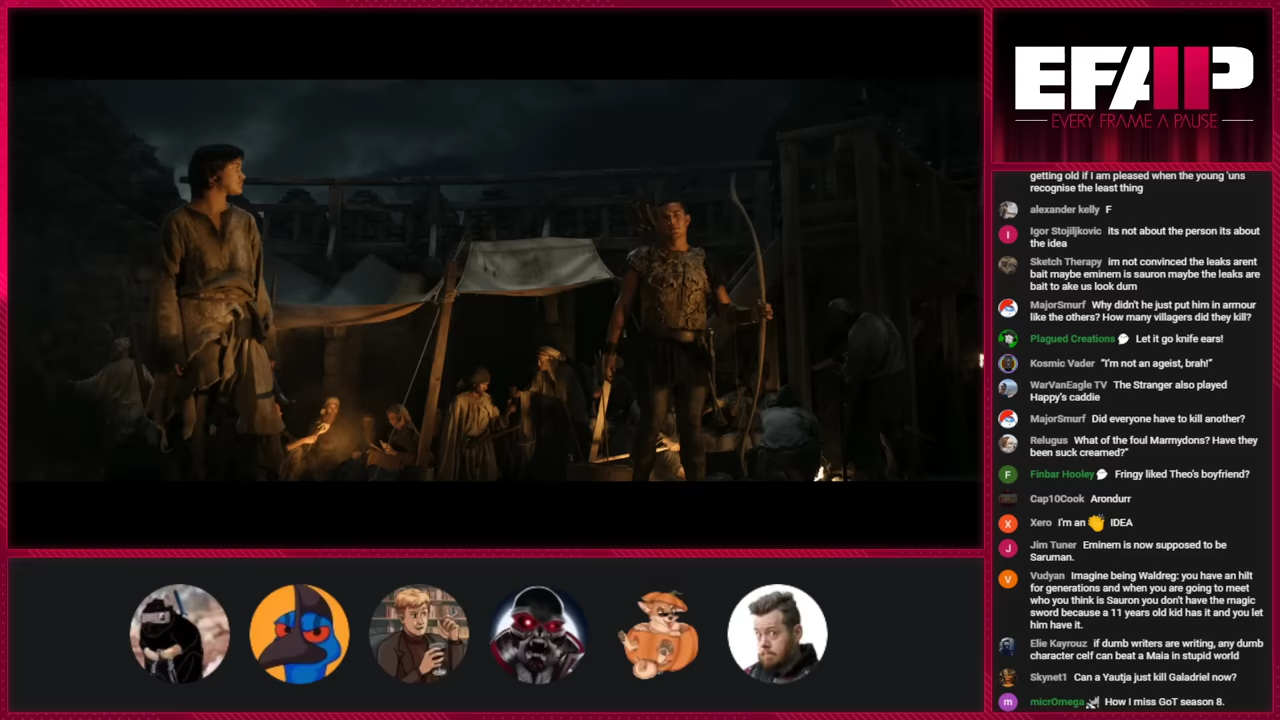 EFAP
EVERY FRAME A PAUSE
getting old if I am pleased when the young 'uns
recognise the least thing
alexander kelly F
I
Igor Stojiljkovic its not about the person its about
the idea
Sketch Therapy im not convinced the leaks arent
bait maybe eminem is sauron maybe the leaks are
bait to ake us look dum
MajorSmurf Why didn't he just put him in armour
like the others? How many villagers did they kill?
Plagued Creations Let it go knife ears!
Kosmic Vader "I'm not an ageist, brah!"
WarVanEagle TV The Stranger also played
Happy's caddie
MajorSmurf Did everyone have to kill another?
Relugus What of the foul Marmydons? Have they
been suck creamed?"
F
Finbar Hooley Fringy liked Theo's boyfriend?
Cap10Cook Arondurr
X
Xero I'm an 👏 IDEA
J
Jim Tuner Eminem is now supposed to be
Saruman.
V
Vudyan Imagine being Waldreg: you have an hilt
for generations and when you are going to meet
who you think is Sauron you don't have the magic
sword because a 11 years old kid has it and you let
him have it.
Elie Kayrouz if dumb writers are writing, any dumb
character celf can beat a Maia in stupid world
Skynet1 Can a Yautja just kill Galadriel now?
m
micrOmega How I miss GoT season 8.